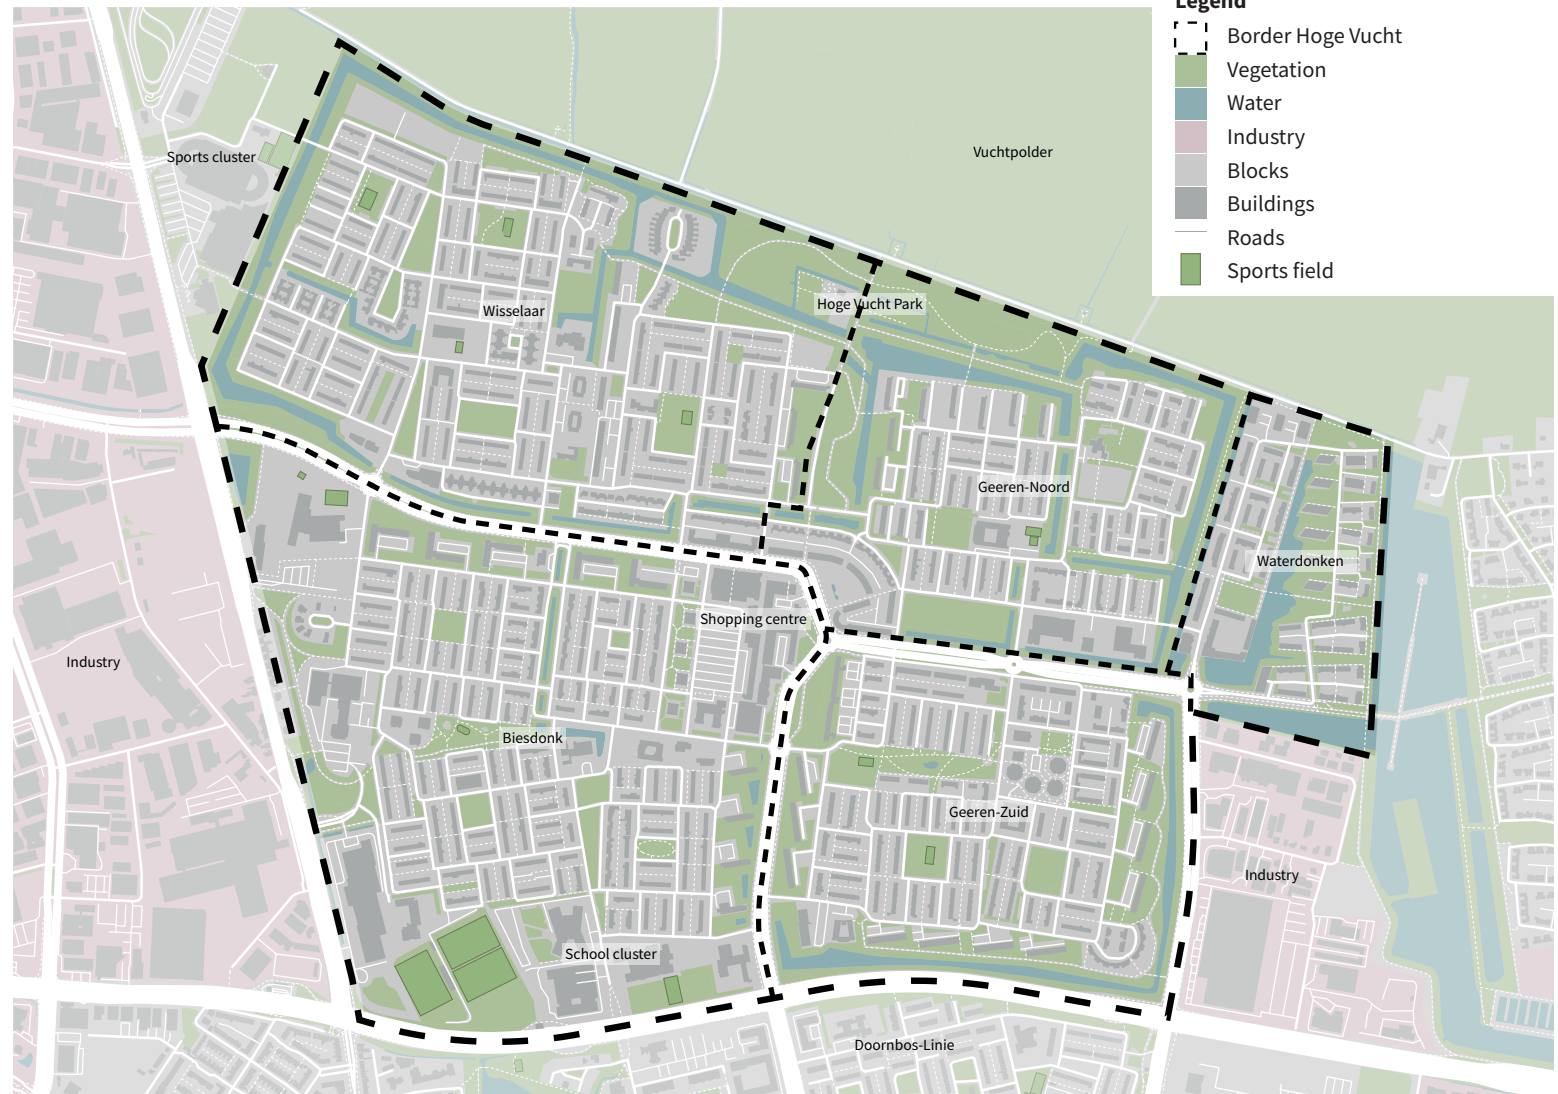 Legend
Border Hoge Vucht
Vegetation
Water
Industry
Blocks
Buildings
Roads
Sports field
Sports cluster
Vuchtpolder
Hoge Vucht Park
Wisselaar
Geeren-Noord
Waterdonken
Shopping centre
Industry
Biesdonk
Geeren-Zuid
Industry
School cluster
Doornbos-Linie